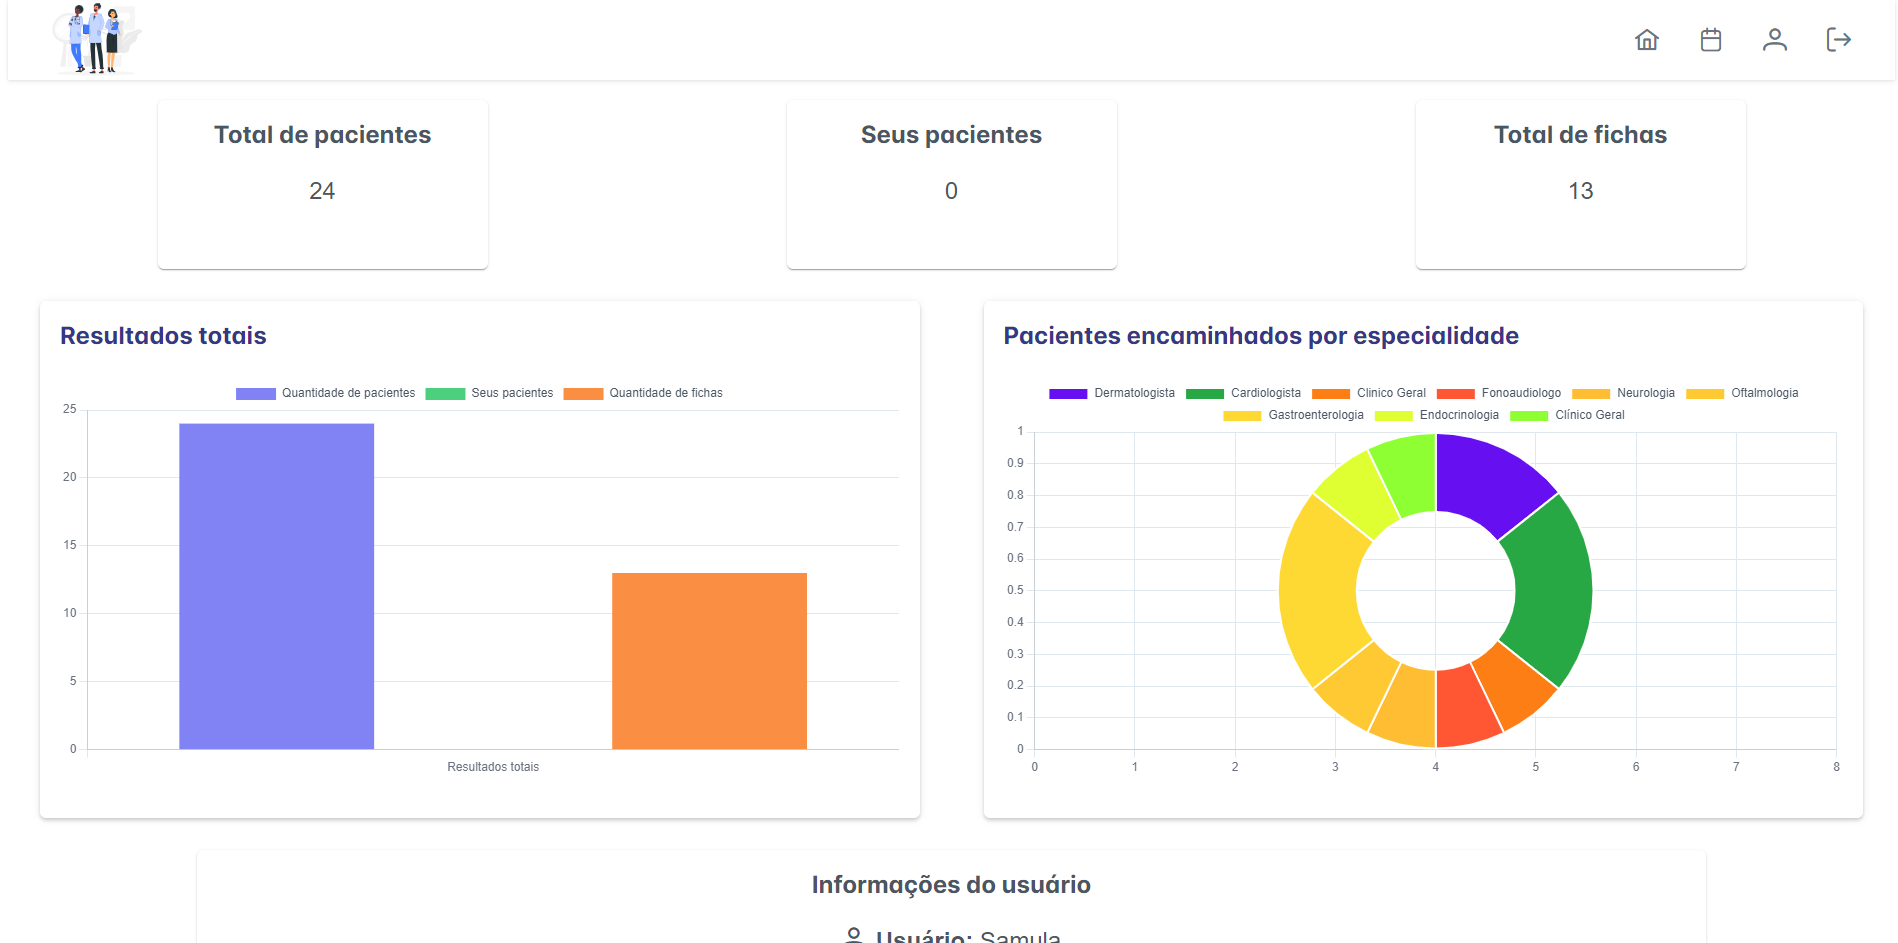 Total de pacientes
24
Seus pacientes
0
Total de fichas
13
Resultados totais
Quantidade de pacientes Seus pacientes Quantidade de fichas
25
20
15
10
5
0
Resultados totais
Pacientes encaminhados por especialidade
Dermatologista Cardiologista Clinico Geral Fonoaudiologo Neurologia Oftalmologia
Gastroenterologia Endocrinologia Clínico Geral
1
0.9
0.8
0.7
0.6
0.5
0.4
0.3
0.2
0.1
0
0 1 2 3 4 5 6 7 8
Informações do usuário
Usuário: Samula